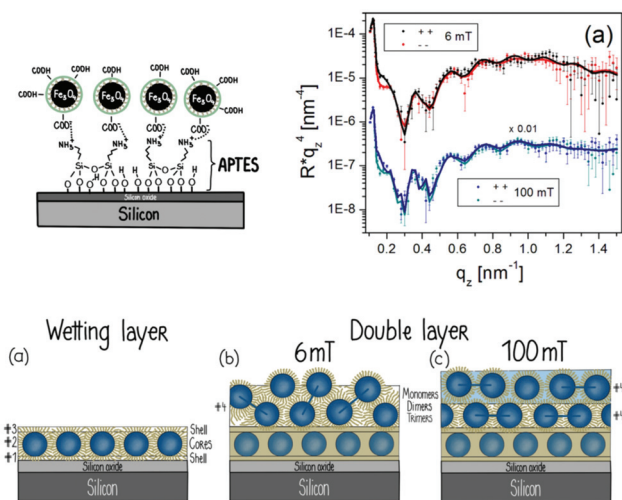 COOH COOH COOH COOH
COOH
COOH
Fe₃O₄ Fe₃O₄ Fe₃O₄ Fe₃O₄
COOH
COO⁻ COO⁻ COO⁻ COO⁻
NH₃⁺ NH₃⁺ NH₃⁺ NH₃⁺
Si Si Si Si
APTES
Silicon oxide
Silicon
(a)
++
-- 6 mT
x 0.01
++
-- 100 mT
R*q_z⁴ [nm⁻⁴]
1E-4
1E-5
1E-6
1E-7
1E-8
0.2 0.4 0.6 0.8 1.0 1.2 1.4
q_z [nm⁻¹]
Wetting layer
Double layer
(a)
(b) 6mT
(c) 100mT
#3 Shell
#2 Cores
#1 Shell
Silicon oxide
Silicon
#4
Monomers
Dimers
Trimers
Silicon oxide
Silicon
Silicon oxide
Silicon